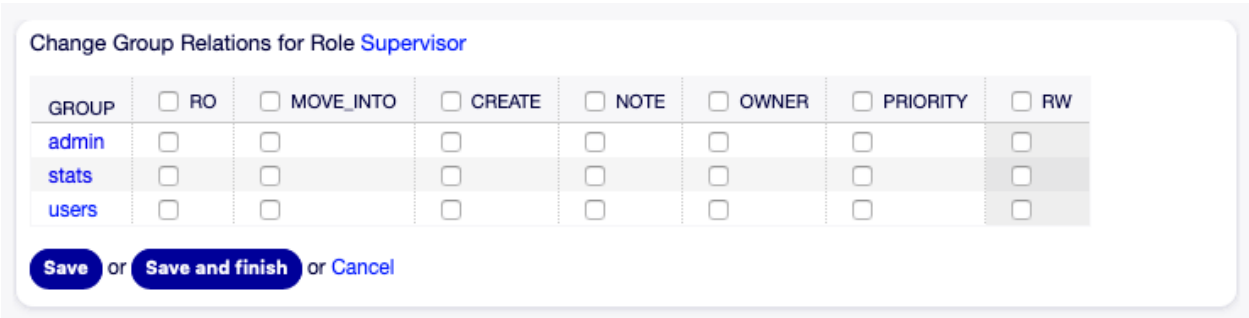 Change Group Relations for Role Supervisor
GROUP RO MOVE_INTO CREATE NOTE OWNER PRIORITY RW
admin
stats
users
Save or Save and finish or Cancel